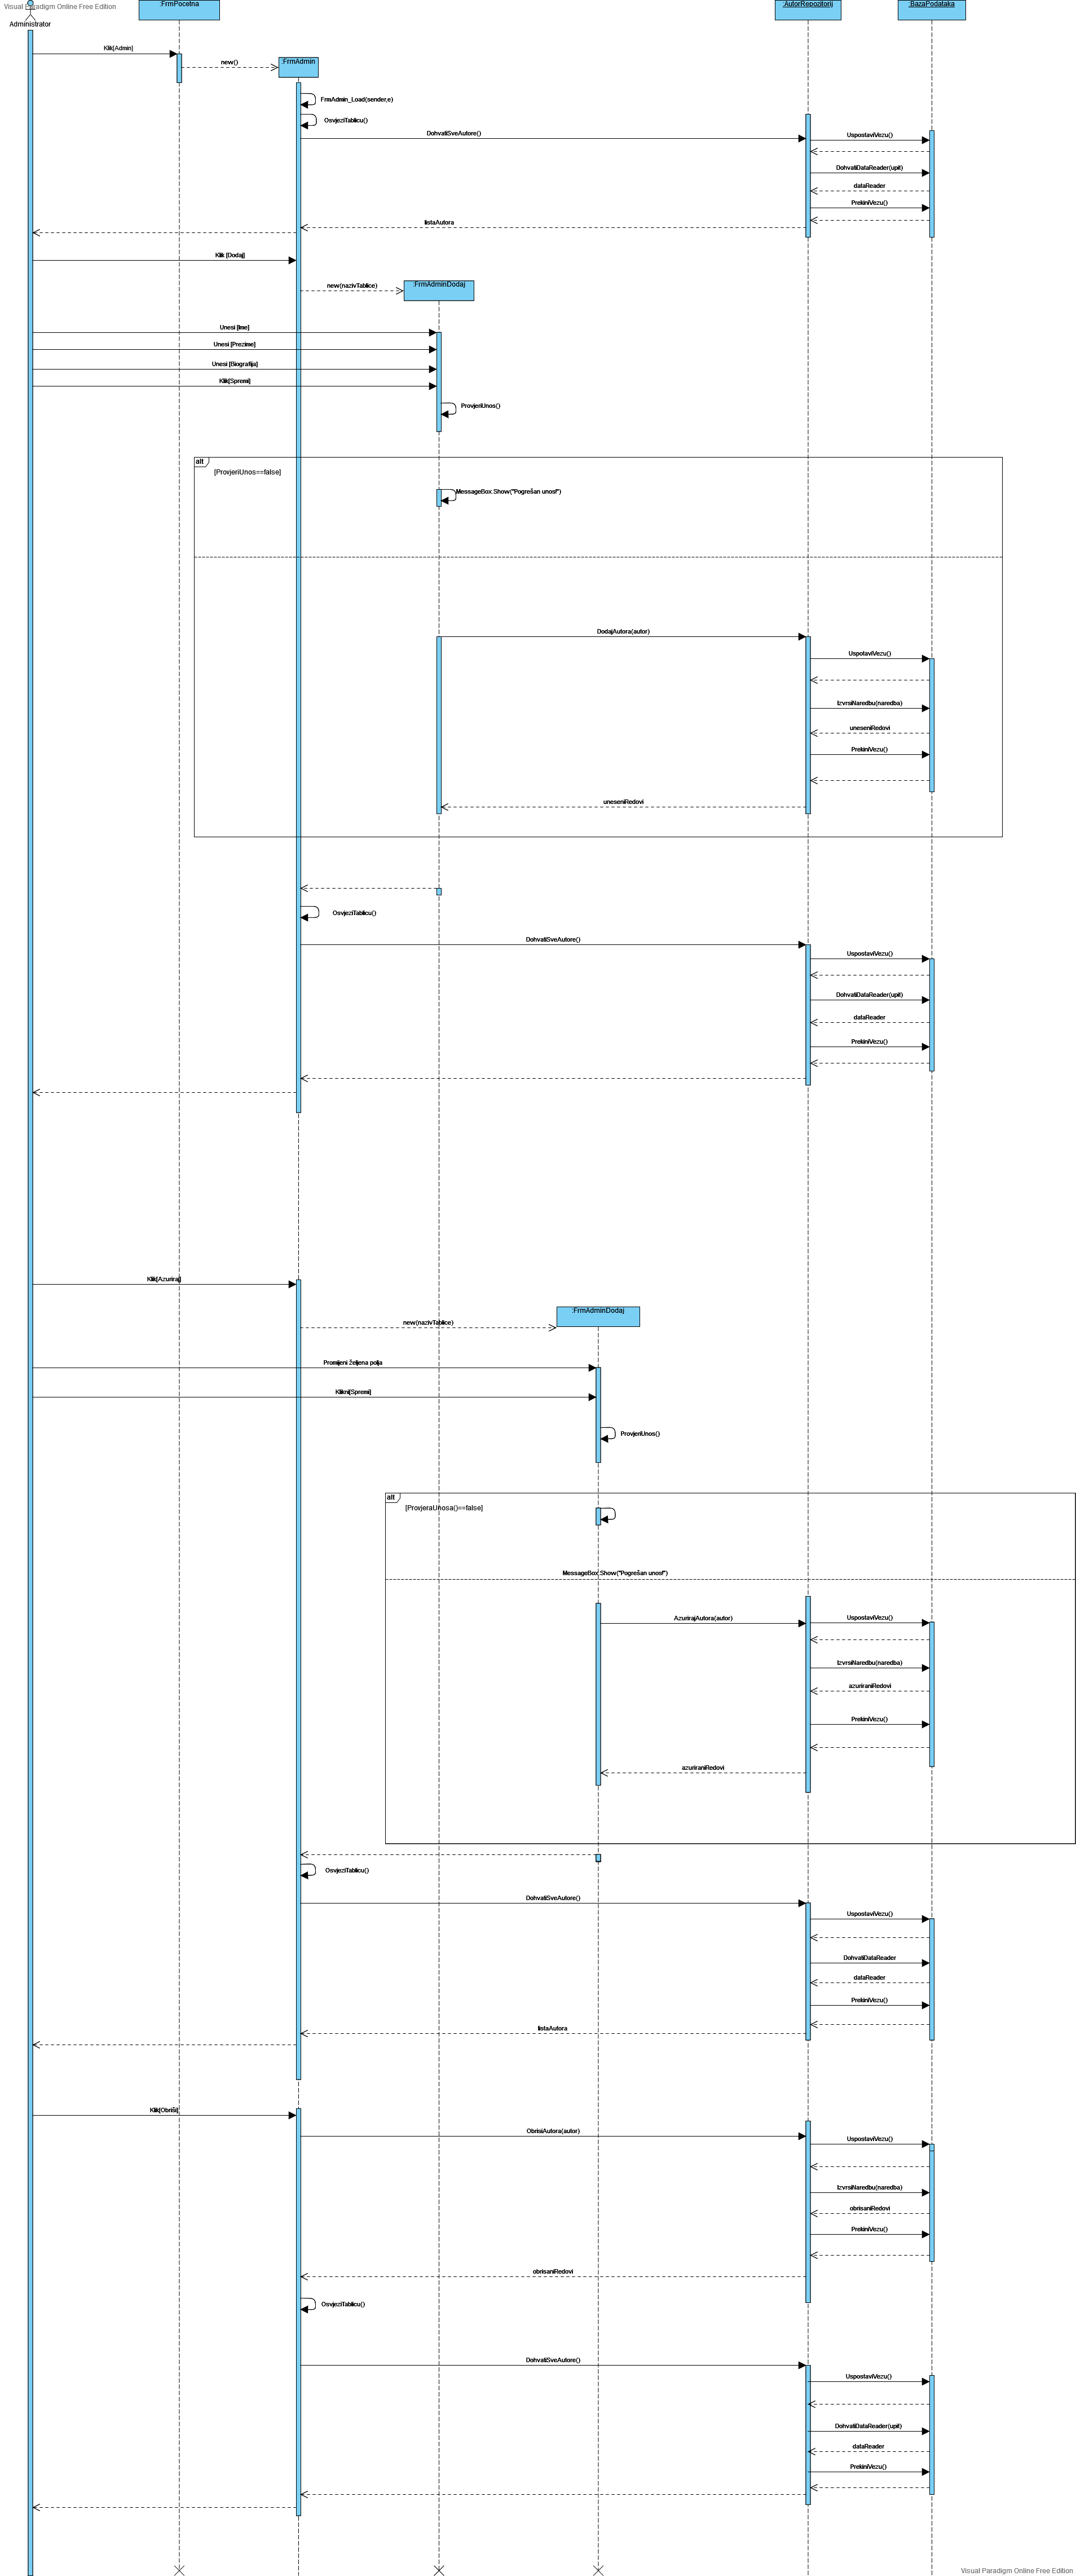 Visual Paradigm Online Free Edition
:FrmPocetna
:AutorRepozitorij
:BazaPodataka
Administrator
Klik[Admin]
new()
:FrmAdmin
FrmAdmin_Load(sender,e)
OsvjeziTablicu()
DohvatiSveAutore()
UspostaviVezu()
DohvatiDataReader(upit)
dataReader
PrekiniVezu()
listaAutora
Klik [Dodaj]
new(nazivTablice)
:FrmAdminDodaj
Unesi [Ime]
Unesi [Prezime]
Unesi [Biografija]
Klik[Spremi]
ProvjeriUnos()
alt
[ProvjeriUnos==false]
MessageBox.Show("Pogrešan unos!")
DodajAutora(autor)
UspotaviVezu()
IzvrsiNaredbu(naredba)
uneseniRedovi
PrekiniVezu()
uneseniRedovi
OsvjeziTablicu()
DohvatiSveAutore()
UspostaviVezu()
DohvatiDataReader(upit)
dataReader
PrekiniVezu()
Klik[Azuriraj]
:FrmAdminDodaj
new(nazivTablice)
Promijeni željena polja
Klikni[Spremi]
ProvjeriUnos()
alt
[ProvjeraUnosa()==false]
MessageBox.Show("Pogrešan unos!")
AzurirajAutora(autor)
UspostaviVezu()
IzvrsiNaredbu(naredba)
azuriraniRedovi
PrekiniVezu()
azuriraniRedovi
OsvjeziTablicu()
DohvatiSveAutore()
UspostaviVezu()
DohvatiDataReader
dataReader
PrekiniVezu()
listaAutora
Klik[Obriši]
ObrisiAutora(autor)
UspostaviVezu()
IzvrsiNaredbu(naredba)
obrisaniRedovi
PrekiniVezu()
obrisaniRedovi
OsvjeziTablicu()
DohvatiSveAutore()
UspostaviVezu()
DohvatiDataReader(upit)
dataReader
PrekiniVezu()
Visual Paradigm Online Free Edition